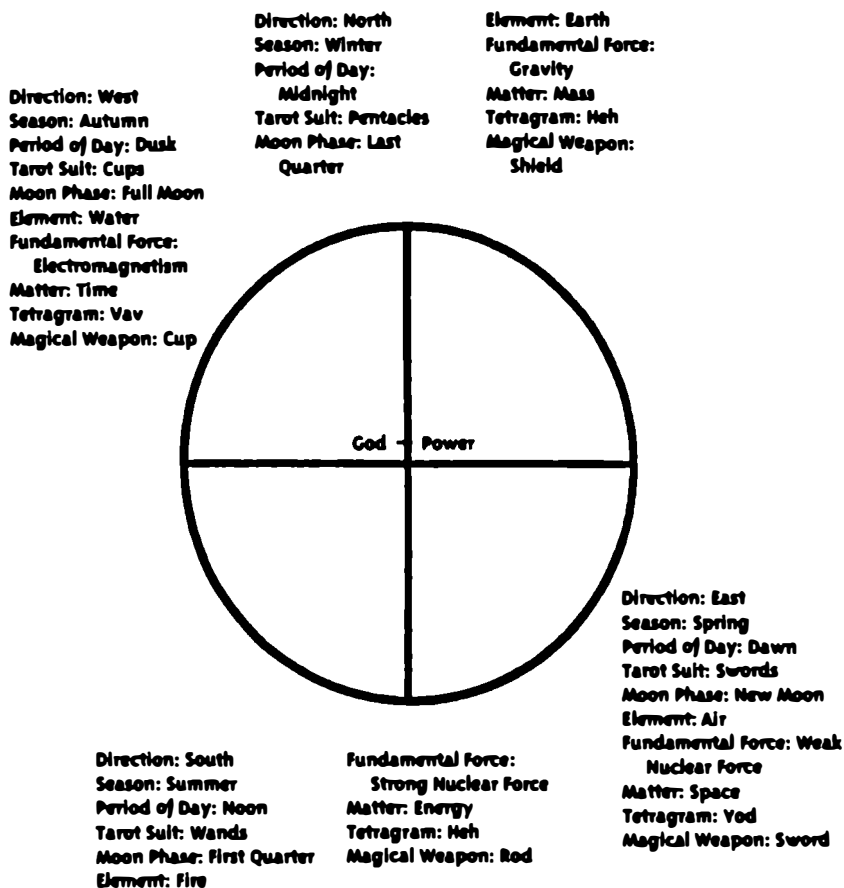 Direction: North
Season: Winter
Period of Day:
Midnight
Tarot Suit: Pentacles
Moon Phase: Last
Quarter
Element: Earth
Fundamental Force:
Gravity
Matter: Mass
Tetragram: Heh
Magical Weapon:
Shield
Direction: West
Season: Autumn
Period of Day: Dusk
Tarot Suit: Cups
Moon Phase: Full Moon
Element: Water
Fundamental Force:
Electromagnetism
Matter: Time
Tetragram: Vav
Magical Weapon: Cup
God + Power
Direction: East
Season: Spring
Period of Day: Dawn
Tarot Suit: Swords
Moon Phase: New Moon
Element: Air
Fundamental Force: Weak
Nuclear Force
Matter: Space
Tetragram: Yod
Magical Weapon: Sword
Direction: South
Season: Summer
Period of Day: Noon
Tarot Suit: Wands
Moon Phase: First Quarter
Element: Fire
Fundamental Force:
Strong Nuclear Force
Matter: Energy
Tetragram: Heh
Magical Weapon: Rod